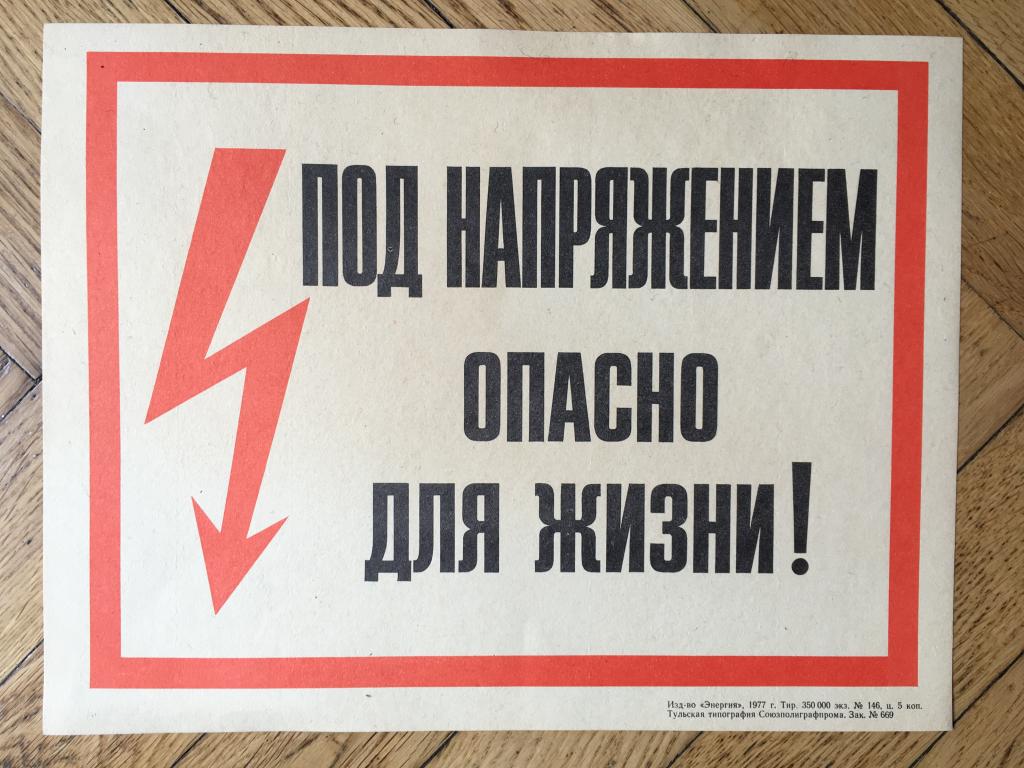 ПОД НАПРЯЖЕНИЕМ
ОПАСНО
ДЛЯ ЖИЗНИ!
Изд-во «Энергия», 1977 г. Тир. 350 000 экз. № 146, ц. 5 коп.
Тульская типография Союзполиграфпрома. Зак. № 669